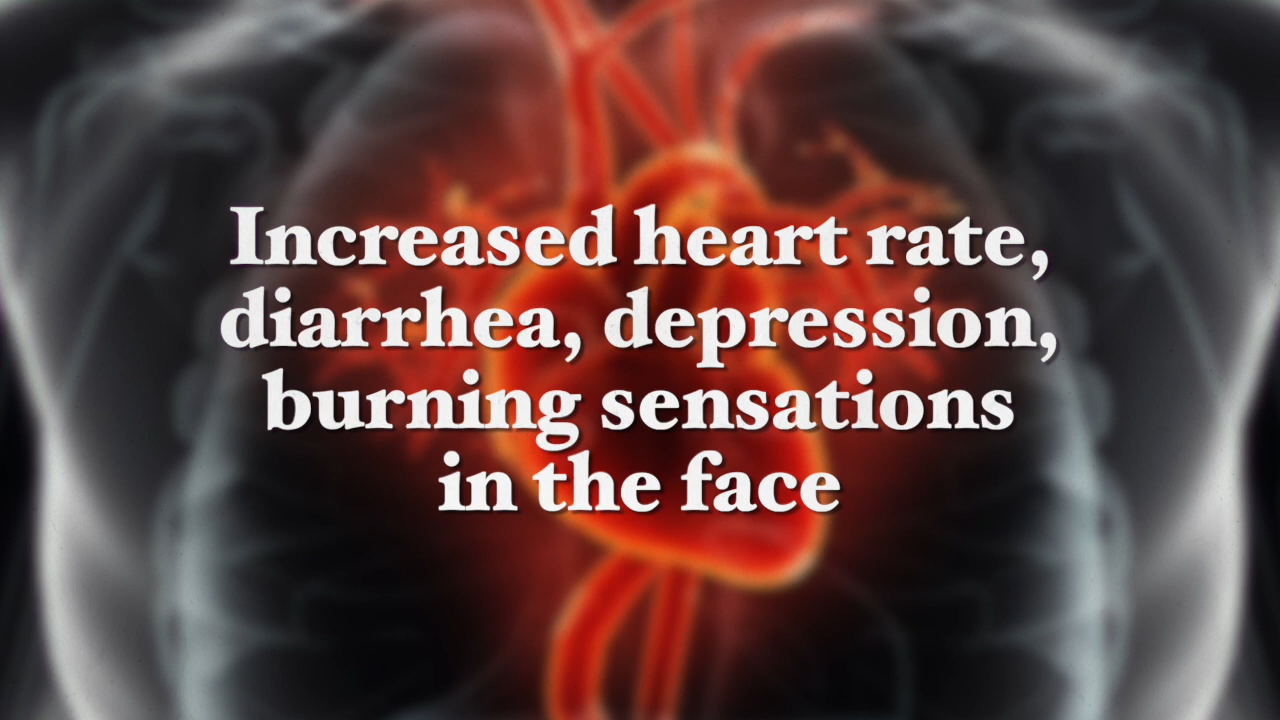 Increased heart rate,
diarrhea, depression,
burning sensations
in the face